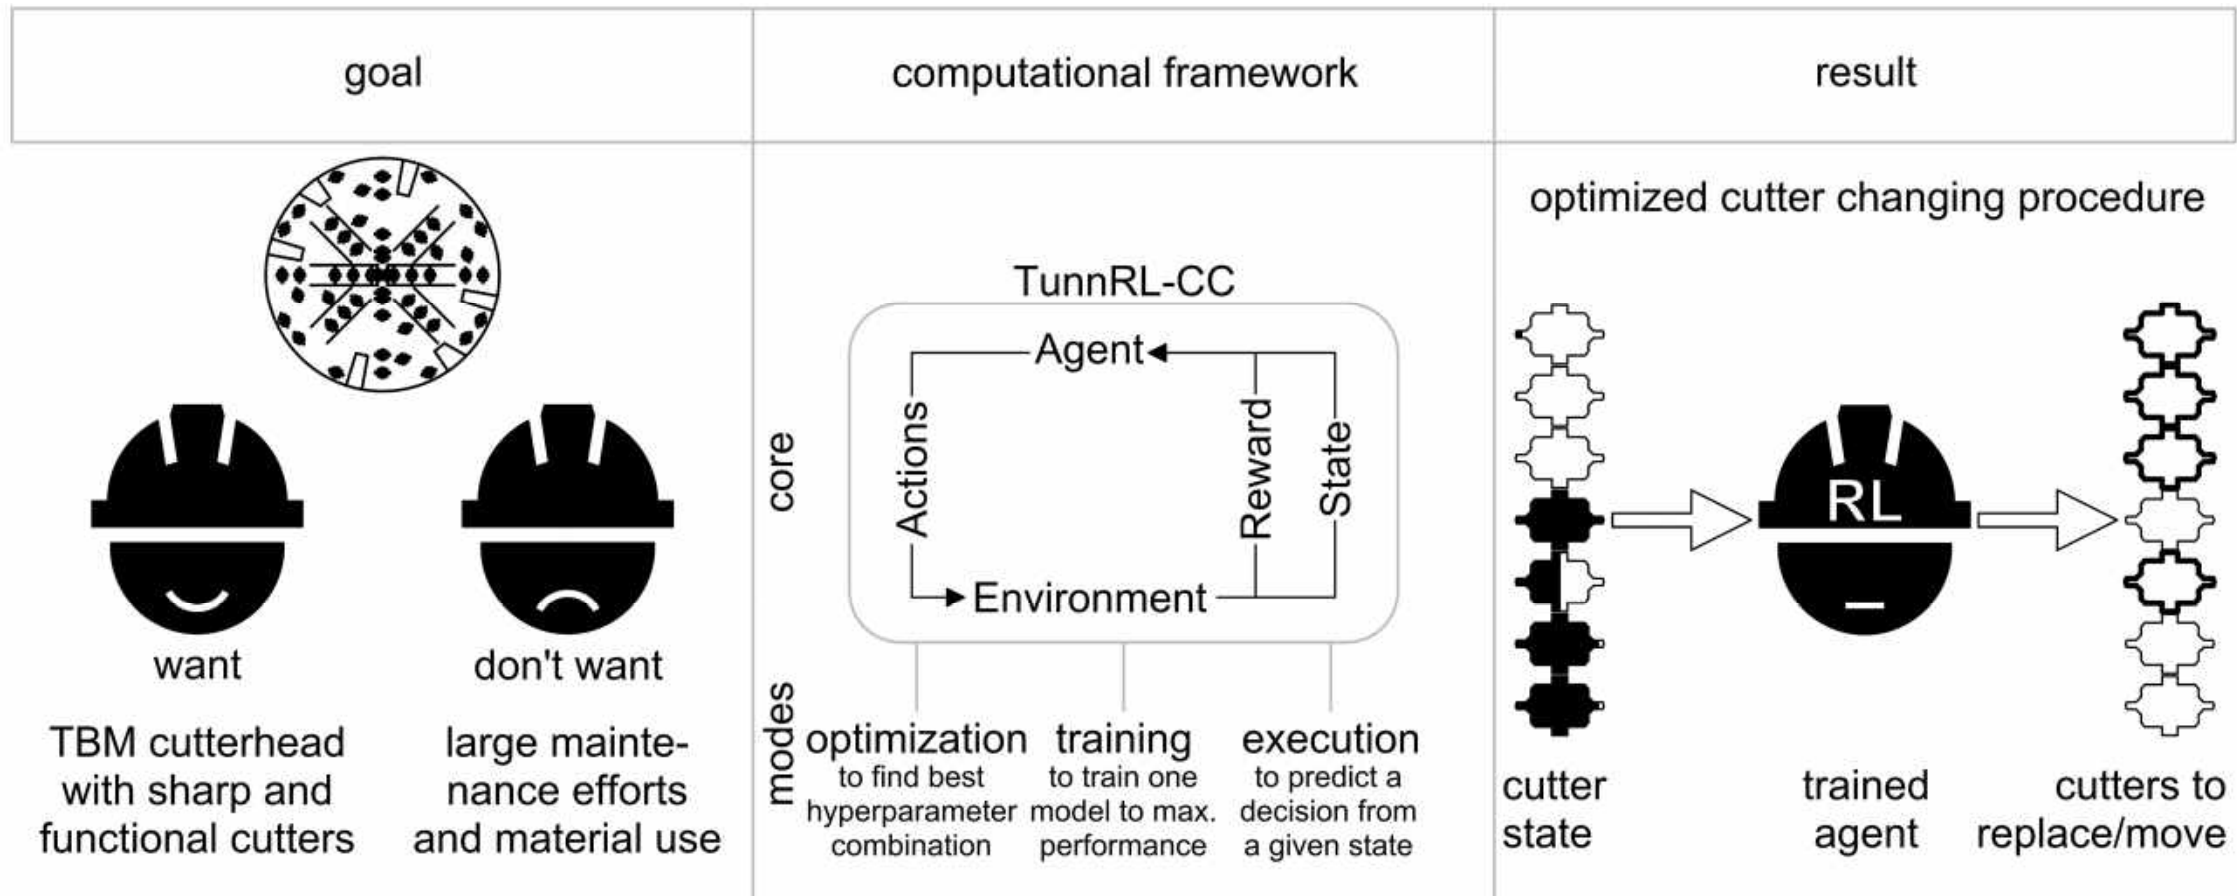 goal
computational framework
result
want
don't want
TBM cutterhead
with sharp and
functional cutters
large mainte-
nance efforts
and material use
TunnRL-CC
core
Agent
Actions
Reward
State
Environment
modes
optimization
to find best
hyperparameter
combination
training
to train one
model to max.
performance
execution
to predict a
decision from
a given state
optimized cutter changing procedure
RL
cutter
state
trained
agent
cutters to
replace/move